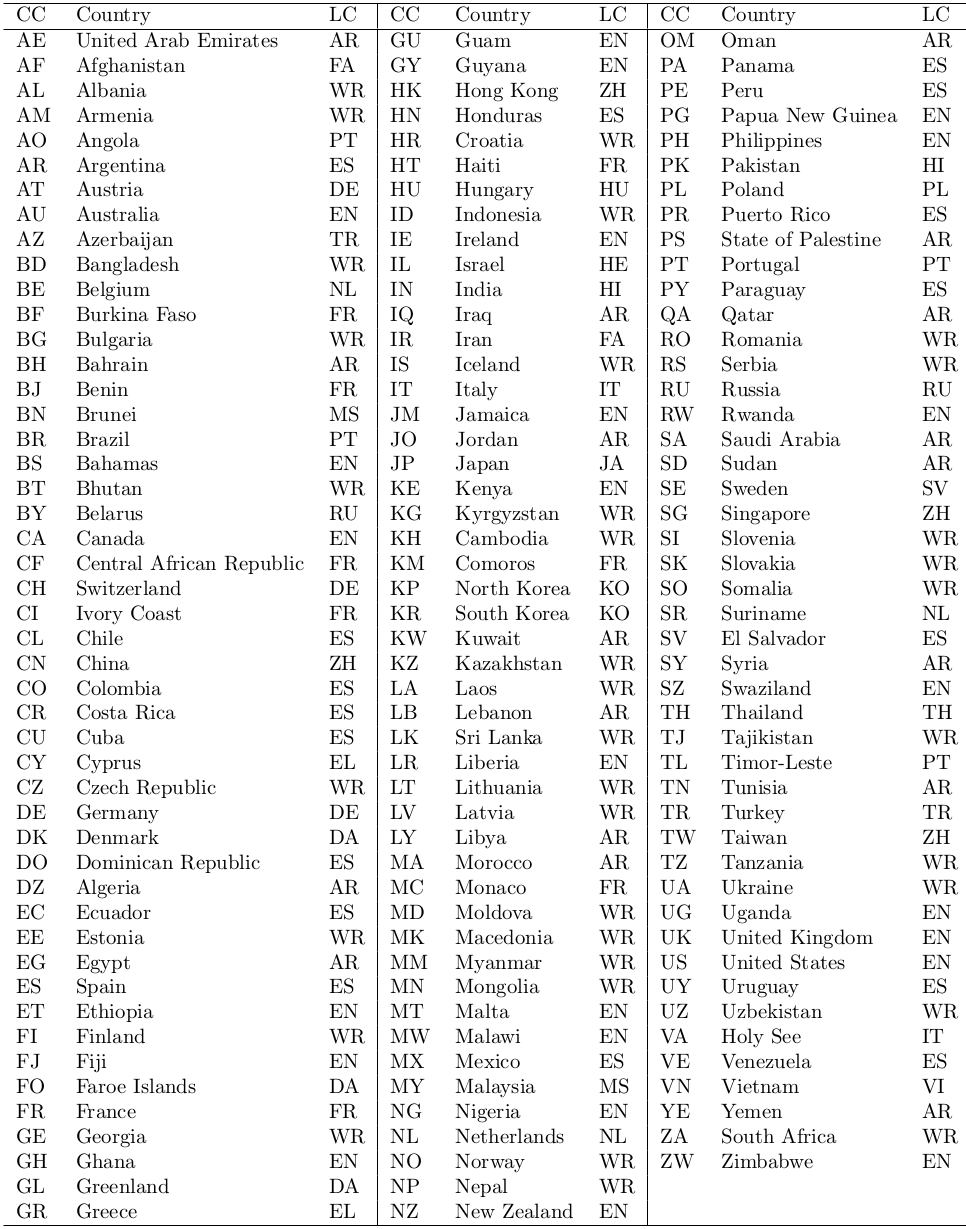 CC Country LC CC Country LC CC Country LC
AE United Arab Emirates AR GU Guam EN OM Oman AR
AF Afghanistan FA GY Guyana EN PA Panama ES
AL Albania WR HK Hong Kong ZH PE Peru ES
AM Armenia WR HN Honduras ES PG Papua New Guinea EN
AO Angola PT HR Croatia WR PH Philippines EN
AR Argentina ES HT Haiti FR PK Pakistan HI
AT Austria DE HU Hungary HU PL Poland PL
AU Australia EN ID Indonesia WR PR Puerto Rico ES
AZ Azerbaijan TR IE Ireland EN PS State of Palestine AR
BD Bangladesh WR IL Israel HE PT Portugal PT
BE Belgium NL IN India HI PY Paraguay ES
BF Burkina Faso FR IQ Iraq AR QA Qatar AR
BG Bulgaria WR IR Iran FA RO Romania WR
BH Bahrain AR IS Iceland WR RS Serbia WR
BJ Benin FR IT Italy IT RU Russia RU
BN Brunei MS JM Jamaica EN RW Rwanda EN
BR Brazil PT JO Jordan AR SA Saudi Arabia AR
BS Bahamas EN JP Japan JA SD Sudan AR
BT Bhutan WR KE Kenya EN SE Sweden SV
BY Belarus RU KG Kyrgyzstan WR SG Singapore ZH
CA Canada EN KH Cambodia WR SI Slovenia WR
CF Central African Republic FR KM Comoros FR SK Slovakia WR
CH Switzerland DE KP North Korea KO SO Somalia WR
CI Ivory Coast FR KR South Korea KO SR Suriname NL
CL Chile ES KW Kuwait AR SV El Salvador ES
CN China ZH KZ Kazakhstan WR SY Syria AR
CO Colombia ES LA Laos WR SZ Swaziland EN
CR Costa Rica ES LB Lebanon AR TH Thailand TH
CU Cuba ES LK Sri Lanka WR TJ Tajikistan WR
CY Cyprus EL LR Liberia EN TL Timor-Leste PT
CZ Czech Republic WR LT Lithuania WR TN Tunisia AR
DE Germany DE LV Latvia WR TR Turkey TR
DK Denmark DA LY Libya AR TW Taiwan ZH
DO Dominican Republic ES MA Morocco AR TZ Tanzania WR
DZ Algeria AR MC Monaco FR UA Ukraine WR
EC Ecuador ES MD Moldova WR UG Uganda EN
EE Estonia WR MK Macedonia WR UK United Kingdom EN
EG Egypt AR MM Myanmar WR US United States EN
ES Spain ES MN Mongolia WR UY Uruguay ES
ET Ethiopia EN MT Malta EN UZ Uzbekistan WR
FI Finland WR MW Malawi EN VA Holy See IT
FJ Fiji EN MX Mexico ES VE Venezuela ES
FO Faroe Islands DA MY Malaysia MS VN Vietnam VI
FR France FR NG Nigeria EN YE Yemen AR
GE Georgia WR NL Netherlands NL ZA South Africa WR
GH Ghana EN NO Norway WR ZW Zimbabwe EN
GL Greenland DA NP Nepal WR
GR Greece EL NZ New Zealand EN